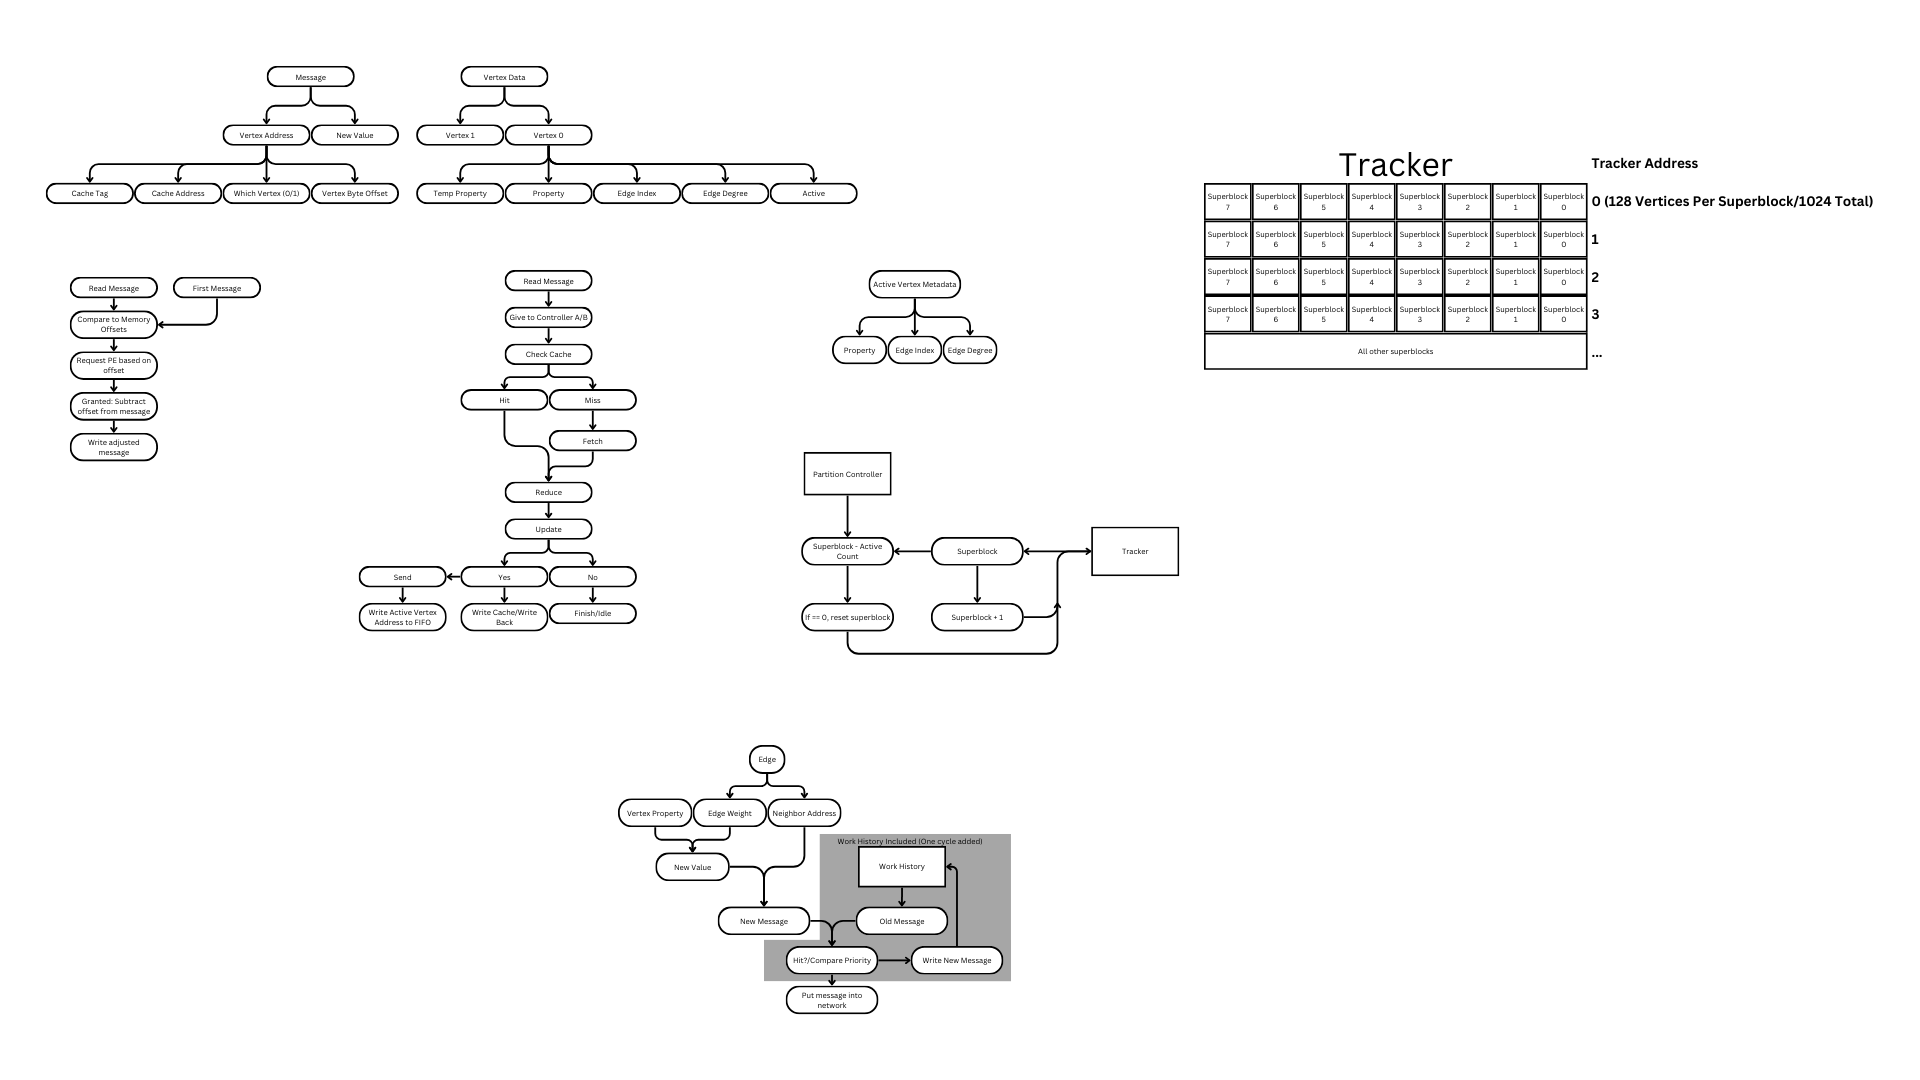 Message
Vertex Address
New Value
Cache Tag
Cache Address
Which Vertex (0/1)
Vertex Byte Offset
Vertex Data
Vertex 1
Vertex 0
Temp Property
Property
Edge Index
Edge Degree
Active
Tracker
Tracker Address
Superblock
7
Superblock
6
Superblock
5
Superblock
4
Superblock
3
Superblock
2
Superblock
1
Superblock
0
0 (128 Vertices Per Superblock/1024 Total)
Superblock
7
Superblock
6
Superblock
5
Superblock
4
Superblock
3
Superblock
2
Superblock
1
Superblock
0
1
Superblock
7
Superblock
6
Superblock
5
Superblock
4
Superblock
3
Superblock
2
Superblock
1
Superblock
0
2
Superblock
7
Superblock
6
Superblock
5
Superblock
4
Superblock
3
Superblock
2
Superblock
1
Superblock
0
3
All other superblocks
...
Read Message
First Message
Compare to Memory
Offsets
Request PE based on
offset
Granted: Subtract
offset from message
Write adjusted
message
Read Message
Give to Controller A/B
Check Cache
Hit
Miss
Fetch
Reduce
Update
Send
Yes
No
Write Active Vertex
Address to FIFO
Write Cache/Write
Back
Finish/Idle
Active Vertex Metadata
Property
Edge Index
Edge Degree
Partition Controller
Superblock - Active
Count
Superblock
Tracker
If == 0, reset superblock
Superblock + 1
Edge
Vertex Property
Edge Weight
Neighbor Address
New Value
Work History Included (One cycle added)
Work History
New Message
Old Message
Hit?/Compare Priority
Write New Message
Put message into
network